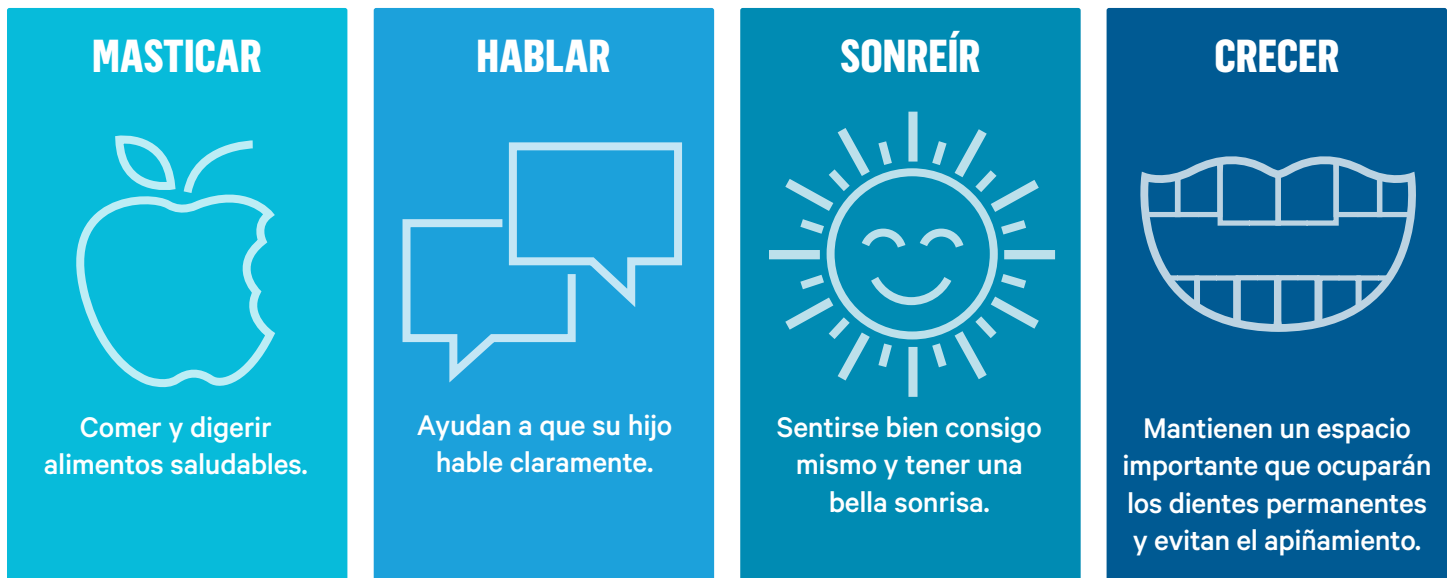 MASTICAR
Comer y digerir
alimentos saludables.
HABLAR
Ayudan a que su hijo
hable claramente.
SONREÍR
Sentirse bien consigo
mismo y tener una
bella sonrisa.
CRECER
Mantienen un espacio
importante que ocuparán
los dientes permanentes
y evitan el apiñamiento.